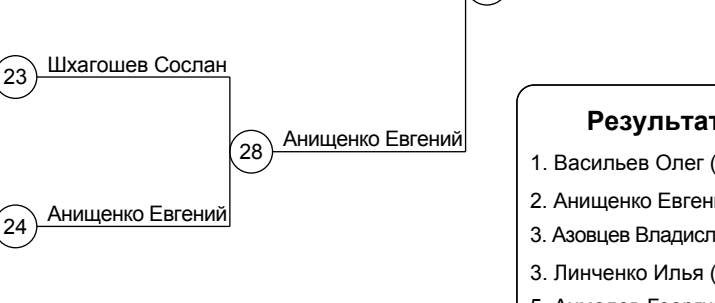 23 Шхагошев Сослан
28 Анищенко Евгений
24 Анищенко Евгений
Результат
1. Васильев Олег (
2. Анищенко Евген
3. Азовцев Владисл
3. Линченко Илья (